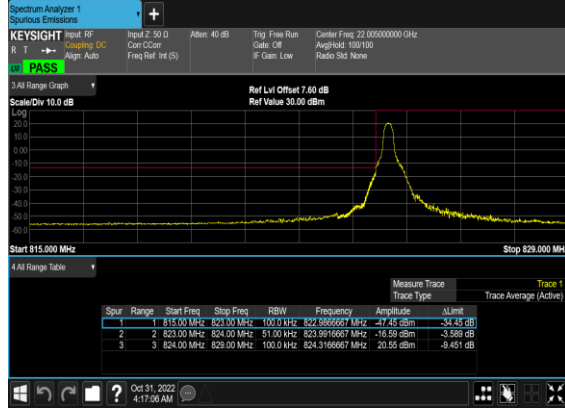 Spectrum Analyzer 1
Spurious Emissions
KEYSIGHT Input: RF Input Z: 50 Ω Atten: 40 dB Trig: Free Run Center Freq: 22.005000000 GHz
R T Coupling: DC Corr CCorr Gate: Off Avg|Hold: 100/100
Align: Auto Freq Ref: Int (S) IF Gain: Low Radio Std: None
PASS
3 All Range Graph
Ref Lvl Offset 7.60 dB
Scale/Div 10.0 dB Ref Value 30.00 dBm
Log
20.0
10.0
0.00
-10.0
-20.0
-30.0
-40.0
-50.0
-60.0
Start 815.000 MHz Stop 829.000 MH
4 All Range Table
Measure Trace Trace 1
Trace Type Trace Average (Active)
Spur Range Start Freq Stop Freq RBW Frequency Amplitude ΔLimit
1 1 815.00 MHz 823.00 MHz 100.0 kHz 822.9866667 MHz -47.45 dBm -34.45 dB
2 2 823.00 MHz 824.00 MHz 51.00 kHz 823.9916667 MHz -16.59 dBm -3.589 dB
3 3 824.00 MHz 829.00 MHz 100.0 kHz 824.3166667 MHz 20.55 dBm -9.451 dB
? Oct 31, 2022
4:17:06 AM